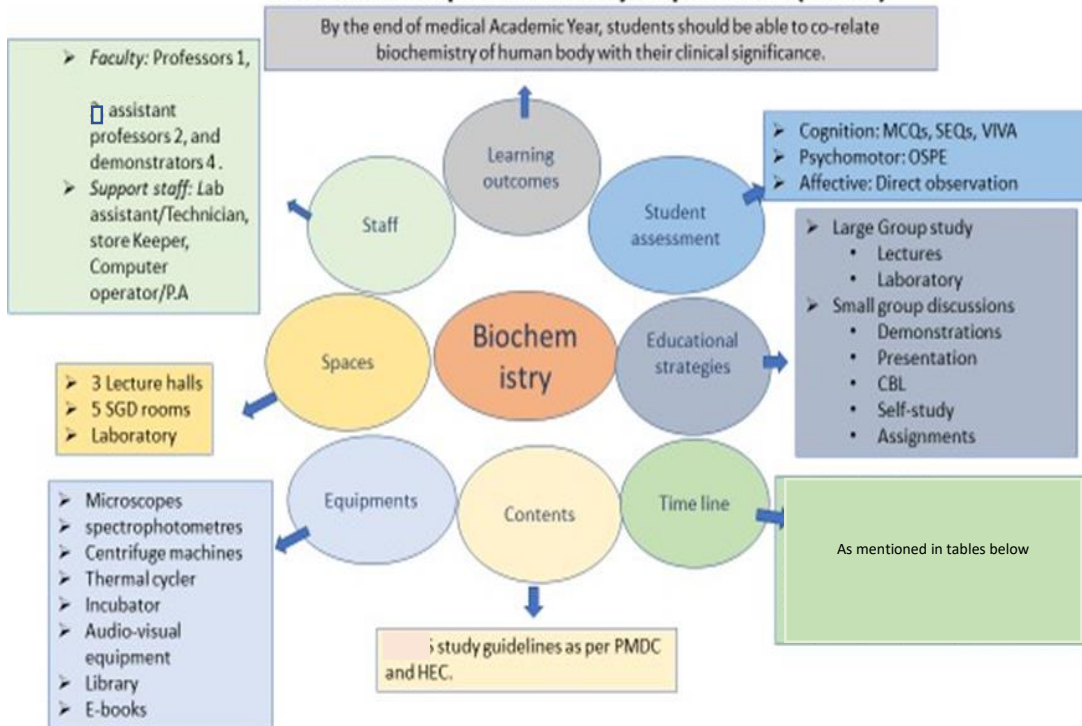 By the end of medical Academic Year, students should be able to co-relate
biochemistry of human body with their clinical significance.
➢ Faculty: Professors 1,
assistant
professors 2, and
demonstrators 4 .
➢ Support staff: Lab
assistant/Technician,
store Keeper,
Computer
operator/P.A
Learning
outcomes
➢ Cognition: MCQs, SEQs, VIVA
➢ Psychomotor: OSPE
➢ Affective: Direct observation
Staff
Student
assessment
➢ Large Group study
• Lectures
• Laboratory
➢ Small group discussions
• Demonstrations
• Presentation
• CBL
• Self-study
• Assignments
Spaces
Biochem
istry
Educational
strategies
➢ 3 Lecture halls
➢ 5 SGD rooms
➢ Laboratory
Equipments
Contents
Time line
➢ Microscopes
➢ spectrophotometres
➢ Centrifuge machines
➢ Thermal cycler
➢ Incubator
➢ Audio-visual
equipment
➢ Library
➢ E-books
As mentioned in tables below
study guidelines as per PMDC
and HEC.